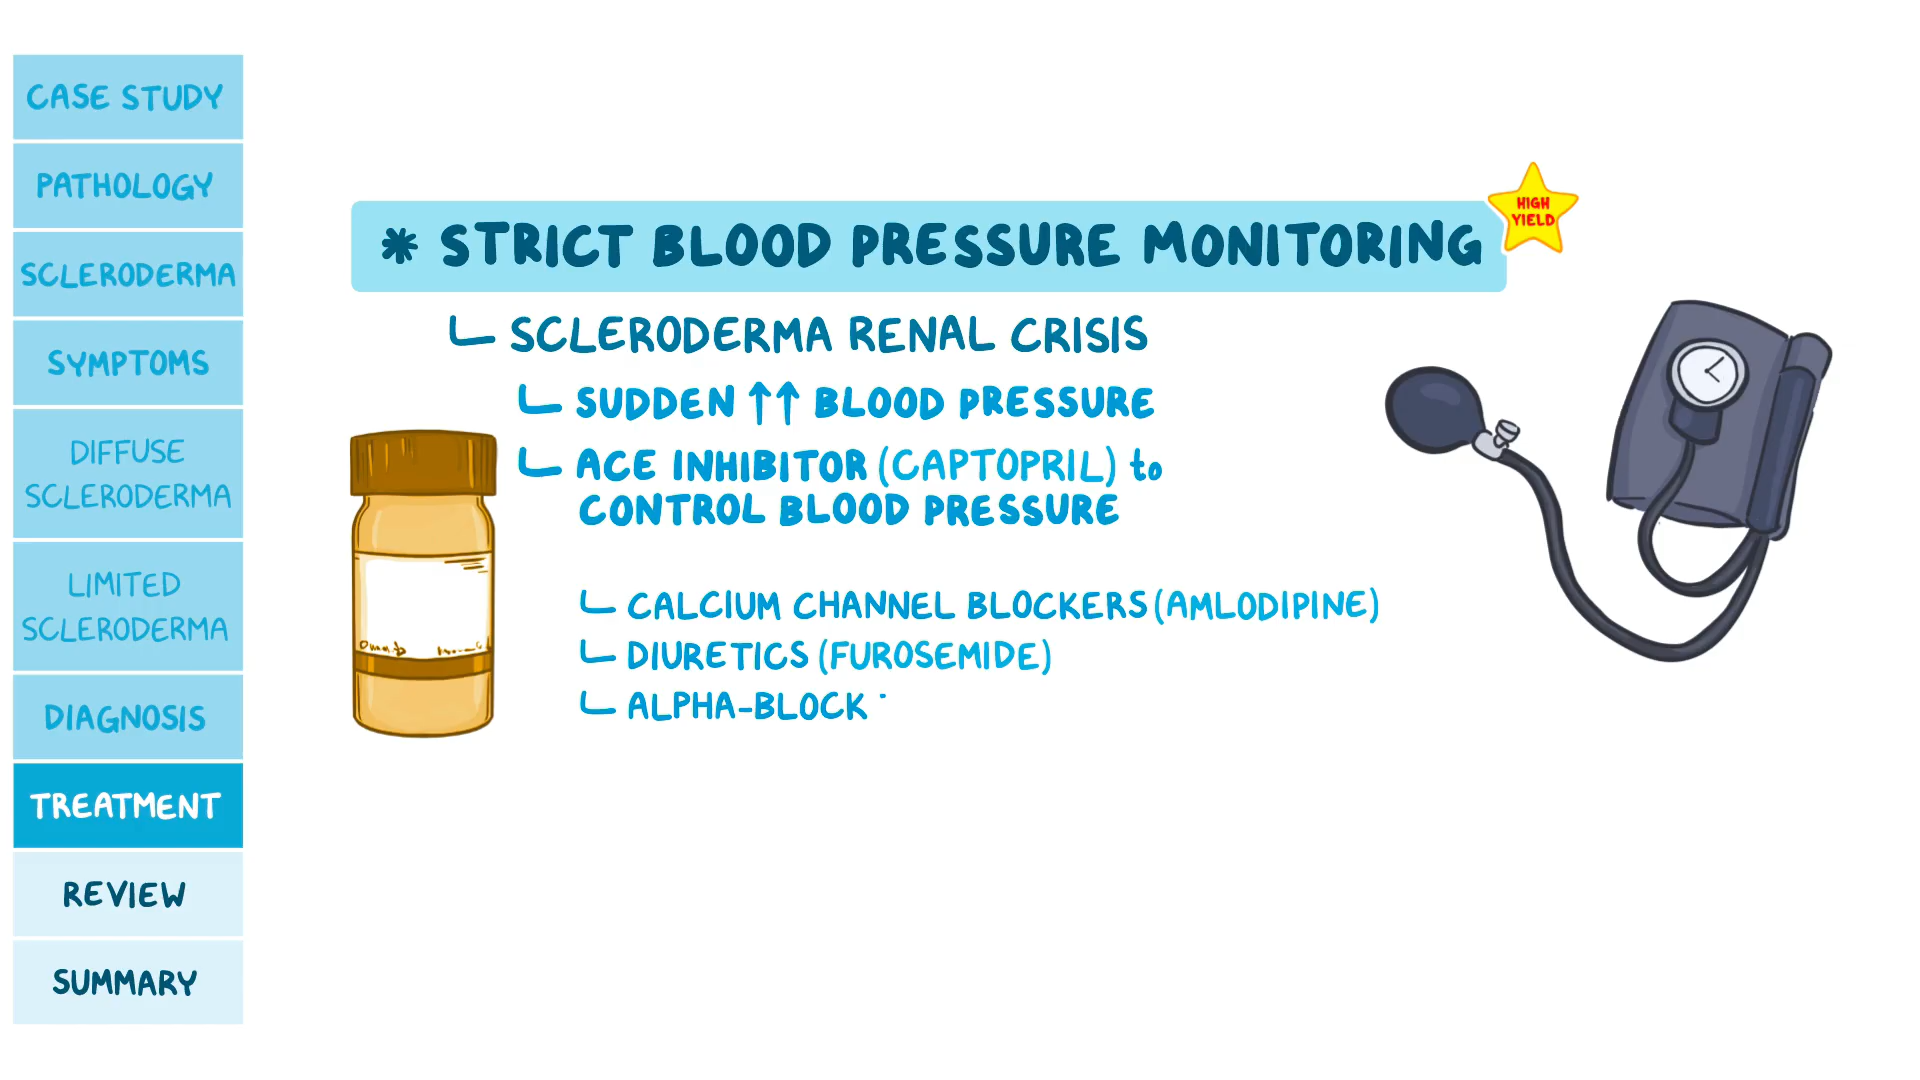 CASE STUDY
PATHOLOGY
SCLERODERMA
SYMPTOMS
DIFFUSE
SCLERODERMA
LIMITED
SCLERODERMA
DIAGNOSIS
TREATMENT
REVIEW
SUMMARY
* STRICT BLOOD PRESSURE MONITORING
HIGH
YIELD
SCLERODERMA RENAL CRISIS
SUDDEN ↑↑ BLOOD PRESSURE
ACE INHIBITOR (CAPTOPRIL) to
CONTROL BLOOD PRESSURE
CALCIUM CHANNEL BLOCKERS (AMLODIPINE)
DIURETICS (FUROSEMIDE)
ALPHA-BLOCK